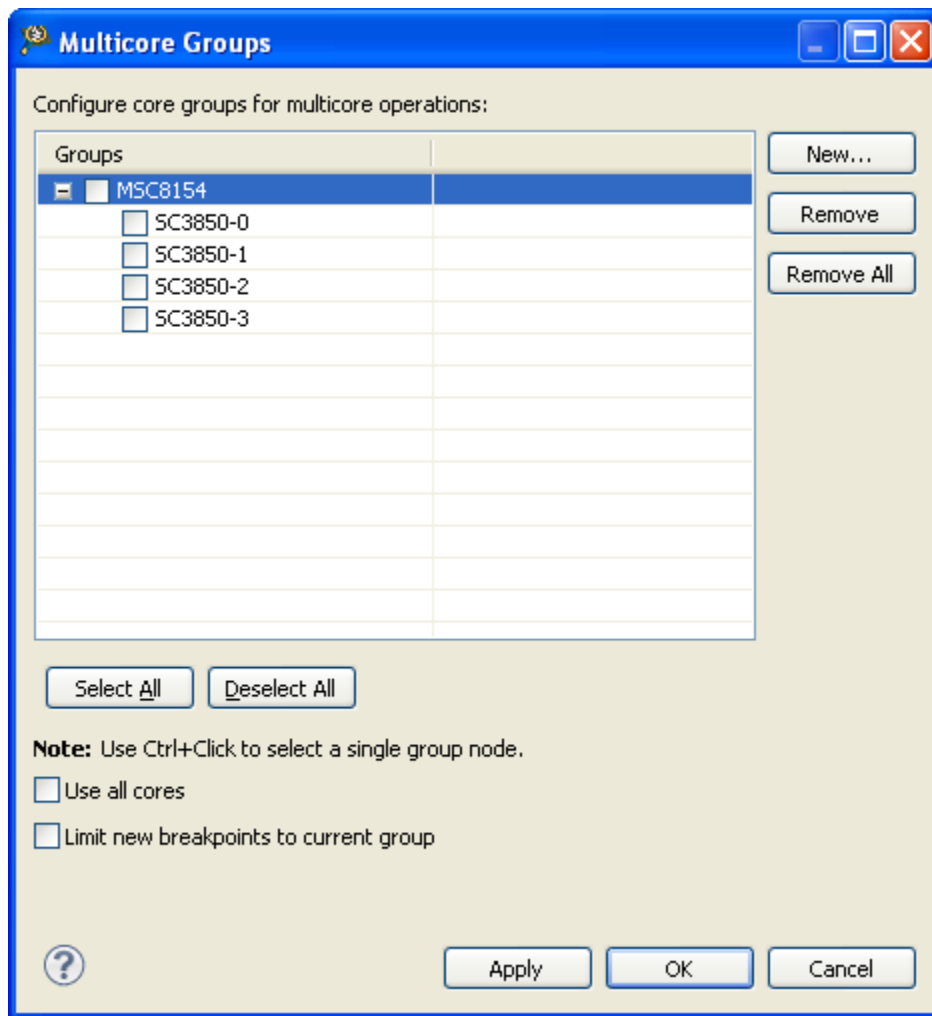 Multicore Groups
Configure core groups for multicore operations:
Groups
New...
MSC8154
Remove
SC3850-0
SC3850-1
Remove All
SC3850-2
SC3850-3
Select All Deselect All
Note: Use Ctrl+Click to select a single group node.
Use all cores
Limit new breakpoints to current group
? Apply OK Cancel